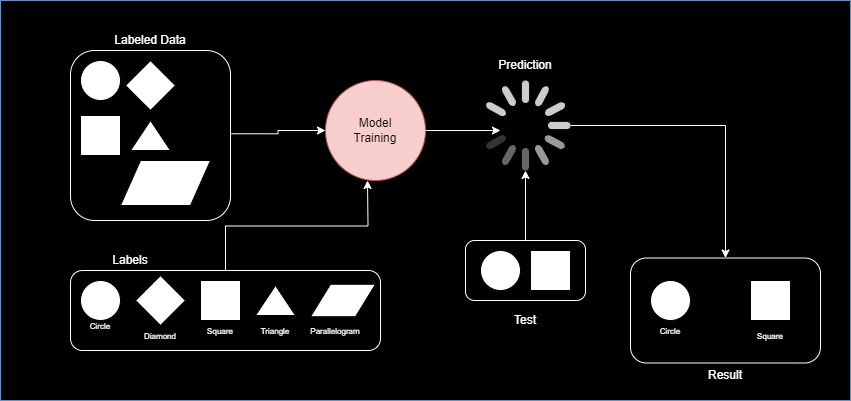 Labeled Data
Prediction
Model
Training
Labels
Circle
Diamond
Square
Triangle
Parallelogram
Test
Circle
Square
Result